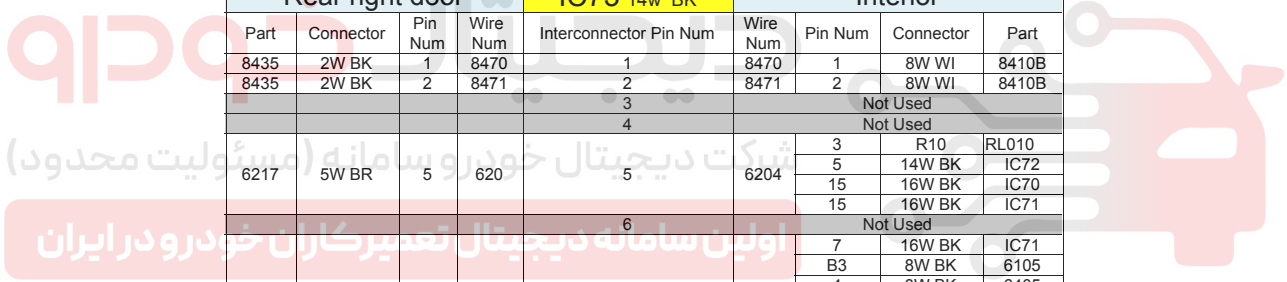 Rear right door IC73 14w BK Interior
Part Connector Pin Num Wire Num Interconnector Pin Num Wire Num Pin Num Connector Part
8435 2W BK 1 8470 1 8470 1 8W WI 8410B
8435 2W BK 2 8471 2 8471 2 8W WI 8410B
3 Not Used
4 Not Used
6217 5W BR 5 620 5 6204 3 R10 RL010
5 14W BK IC72
15 16W BK IC70
15 16W BK IC71
6 Not Used
7 16W BK IC71
B3 8W BK 6105
دیجیتال خودرو
شرکت دیجیتال خودرو سامانه (مسئولیت محدود)
اولین سامانه دیجیتال تعمیرکاران خودرو در ایران